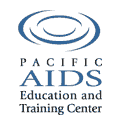 PACIFIC
AIDS
Education and
Training Center